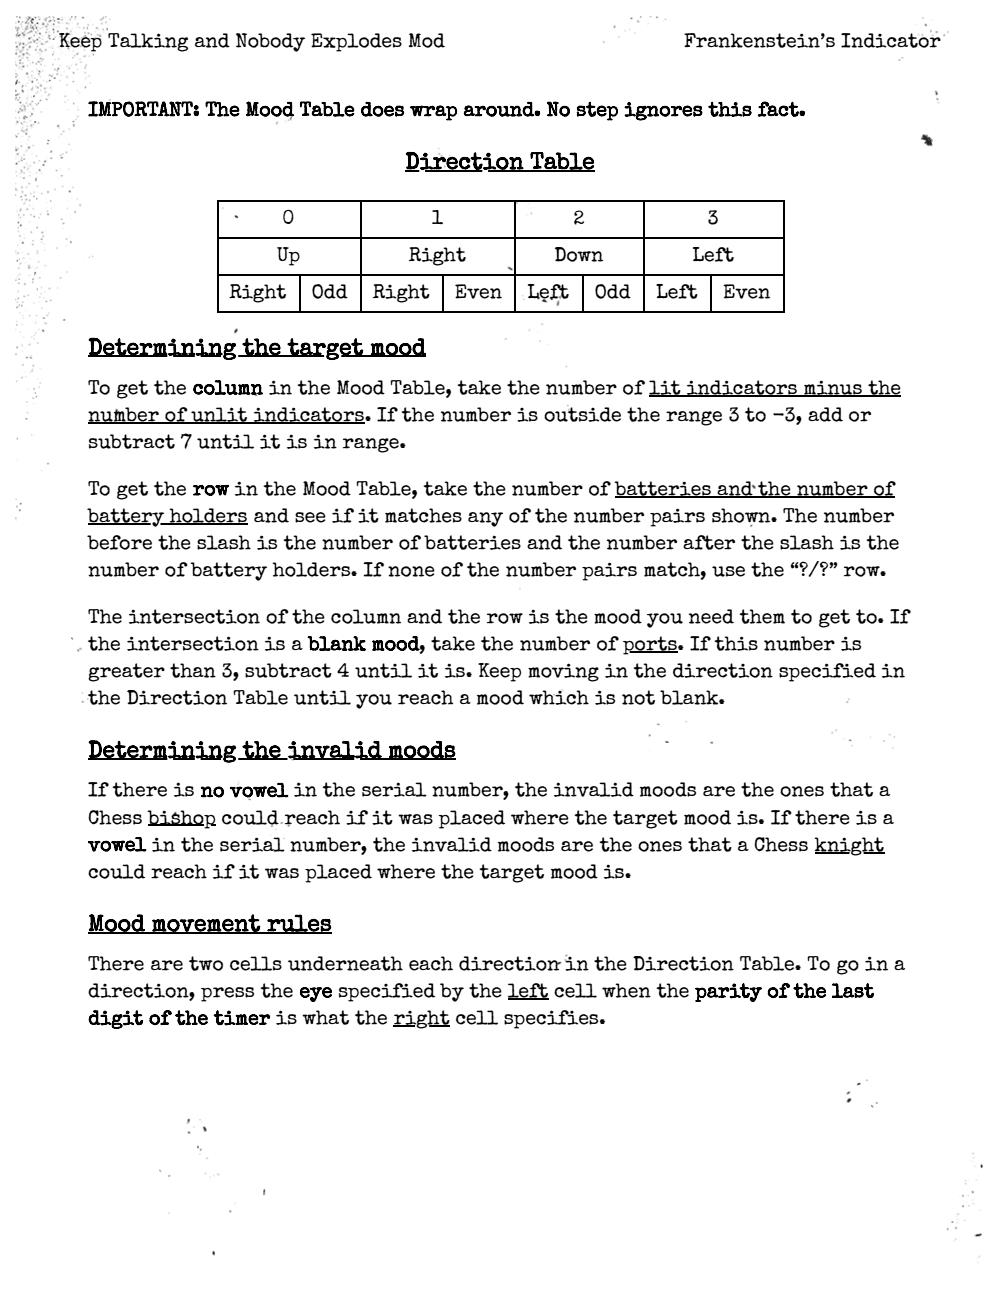 Keep Talking and Nobody Explodes Mod
Frankenstein's Indicator
IMPORTANT: The Mood Table does wrap around. No step ignores this fact.
Direction Table
0 1 2 3
Up Right Down Left
Right Odd Right Even Left Odd Left Even
Determining the target mood
To get the column in the Mood Table, take the number of lit indicators minus the
number of unlit indicators. If the number is outside the range 3 to -3, add or
subtract 7 until it is in range.
To get the row in the Mood Table, take the number of batteries and the number of
battery holders and see if it matches any of the number pairs shown. The number
before the slash is the number of batteries and the number after the slash is the
number of battery holders. If none of the number pairs match, use the “?/?” row.
The intersection of the column and the row is the mood you need them to get to. If
the intersection is a blank mood, take the number of ports. If this number is
greater than 3, subtract 4 until it is. Keep moving in the direction specified in
the Direction Table until you reach a mood which is not blank.
Determining the invalid moods
If there is no vowel in the serial number, the invalid moods are the ones that a
Chess bishop could reach if it was placed where the target mood is. If there is a
vowel in the serial number, the invalid moods are the ones that a Chess knight
could reach if it was placed where the target mood is.
Mood movement rules
There are two cells underneath each direction in the Direction Table. To go in a
direction, press the eye specified by the left cell when the parity of the last
digit of the timer is what the right cell specifies.